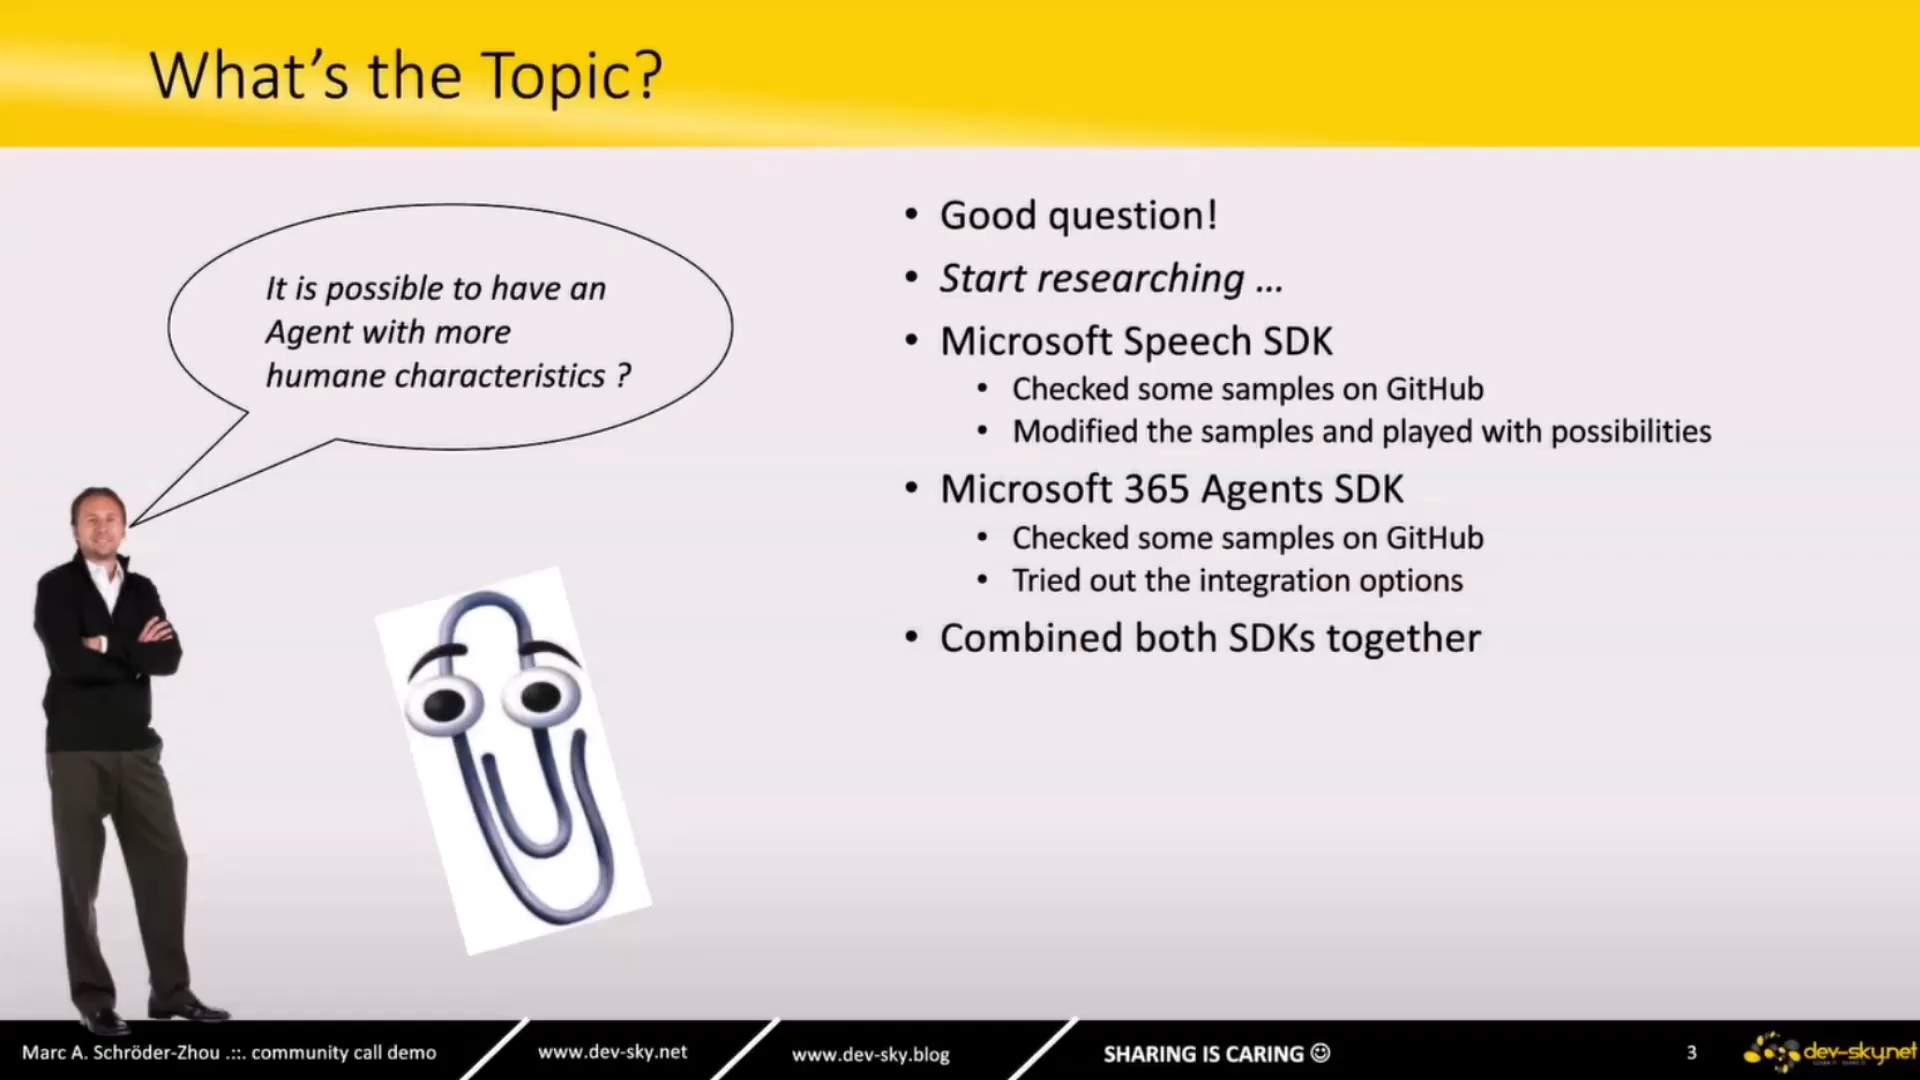 What’s the Topic?
It is possible to have an
Agent with more
humane characteristics ?
• Good question!
• Start researching ...
• Microsoft Speech SDK
• Checked some samples on GitHub
• Modified the samples and played with possibilities
• Microsoft 365 Agents SDK
• Checked some samples on GitHub
• Tried out the integration options
• Combined both SDKs together
Marc A. Schröder-Zhou .::. community call demo
www.dev-sky.net
www.dev-sky.blog
SHARING IS CARING ☺
3
dev-sky.net